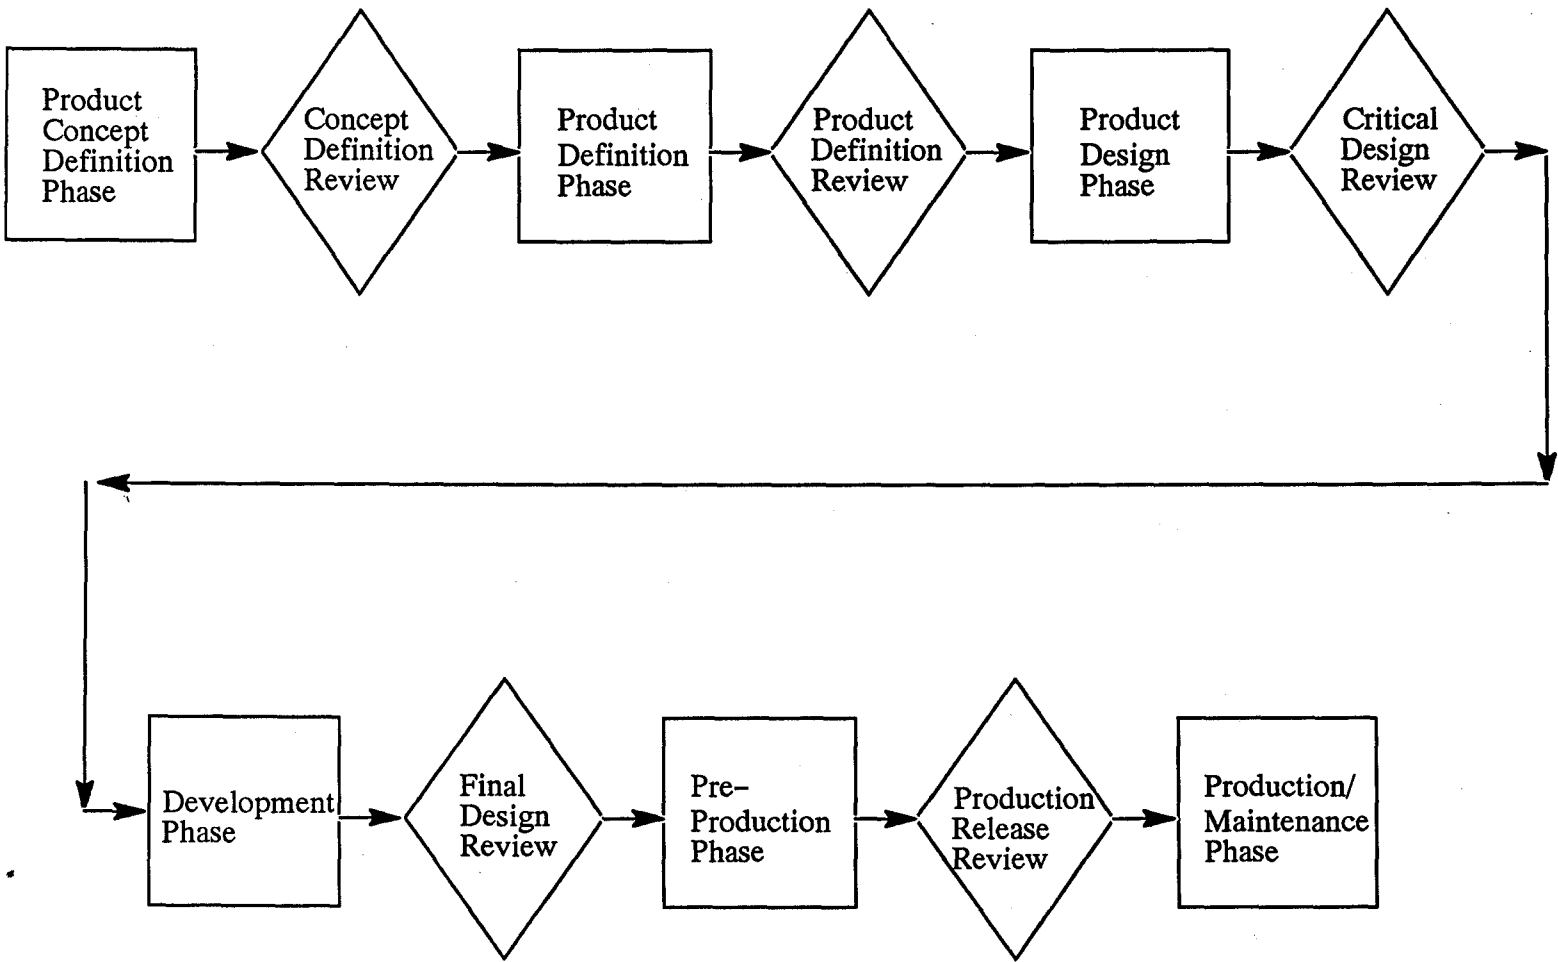 Product
Concept
Definition
Phase
Concept
Definition
Review
Product
Definition
Phase
Product
Definition
Review
Product
Design
Phase
Critical
Design
Review
Development
Phase
Final
Design
Review
Pre-
Production
Phase
Production
Release
Review
Production/
Maintenance
Phase